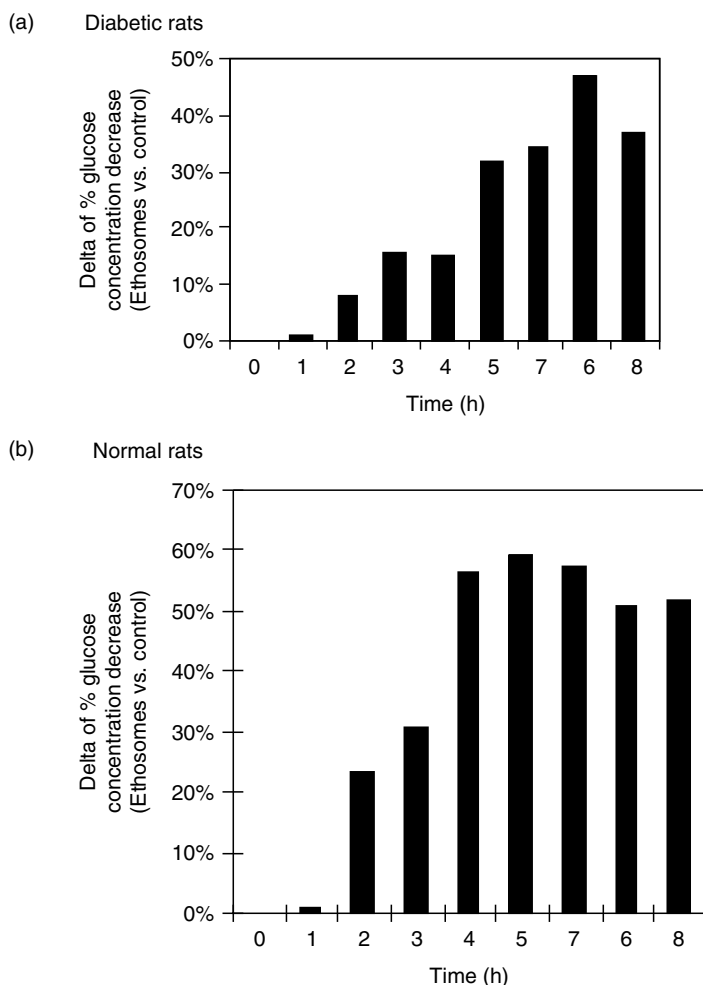 (a) Diabetic rats
Delta of % glucose
concentration decrease
(Ethosomes vs. control)
50%
40%
30%
20%
10%
0%
0 1 2 3 4 5 7 6 8
Time (h)
(b) Normal rats
Delta of % glucose
concentration decrease
(Ethosomes vs. control)
70%
60%
50%
40%
30%
20%
10%
0%
0 1 2 3 4 5 7 6 8
Time (h)